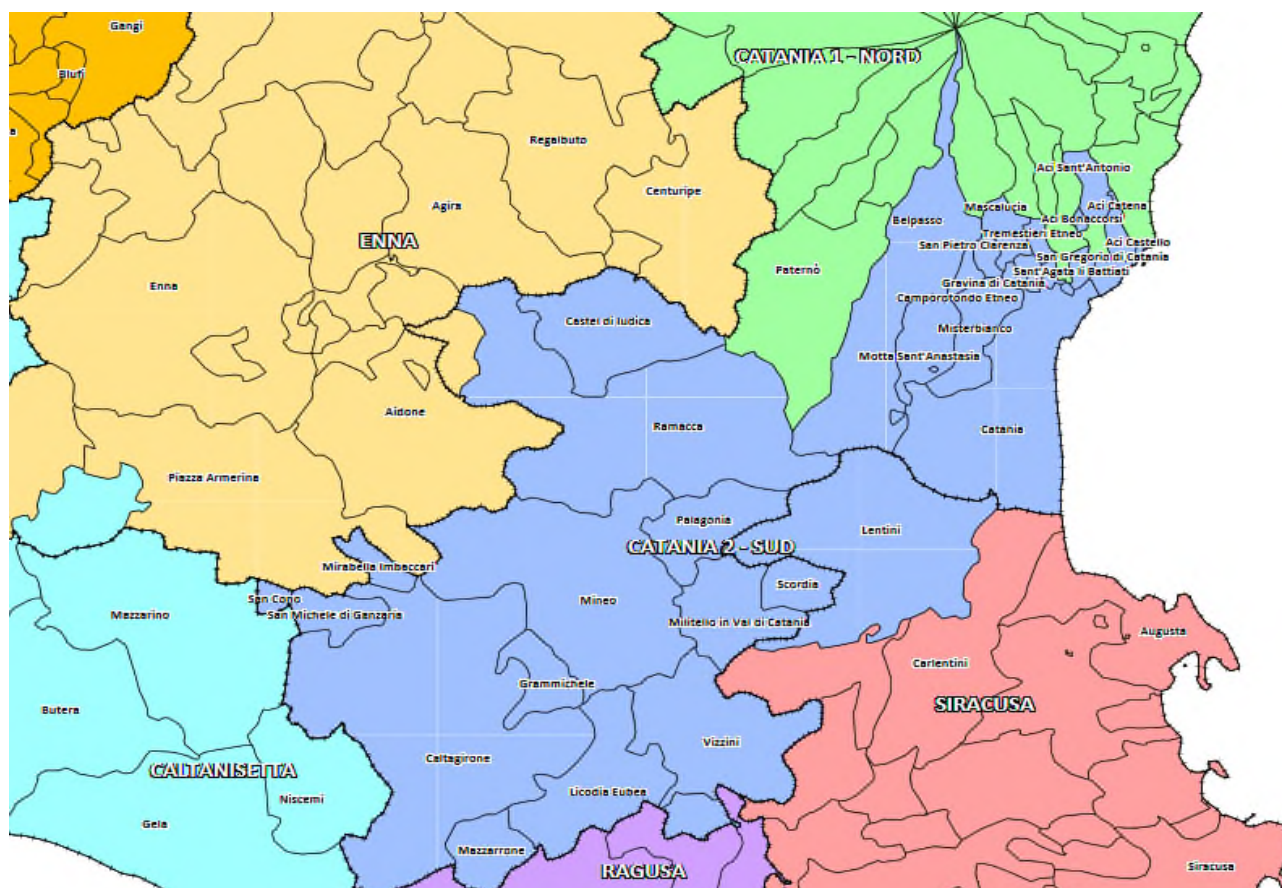 Gangi
CATANIA 1 - NORD
Blufi
a
Regalbuto
Aci Sant'Antonio
Centuripe
Agira
Mascalucia
Aci Catena
Belpasso
Aci Bonaccorsi
Tremestieri Etneo
ENNA
San Pietro Clarenza
Aci Castello
San Gregorio di Catania
Paternò
Sant'Agata li Battiati
Enna
Gravina di Catania
Camporotondo Etneo
Castel di Iudica
Misterbianco
Motta Sant'Anastasia
Aidone
Ramacca
Catania
Piazza Armerina
Palagonia
Lentini
CATANIA 2 - SUD
Mirabella Imbaccari
Scordia
San Cono
Mineo
Mazzarino
San Michele di Ganzaria
Militello in Val di Catania
Augusta
Carlentini
Grammichele
SIRACUSA
Butera
Vizzini
Caltagirone
CALTANISETTA
Licodia Eubea
Niscemi
Gela
Mazzarrone
Siracusa
RAGUSA